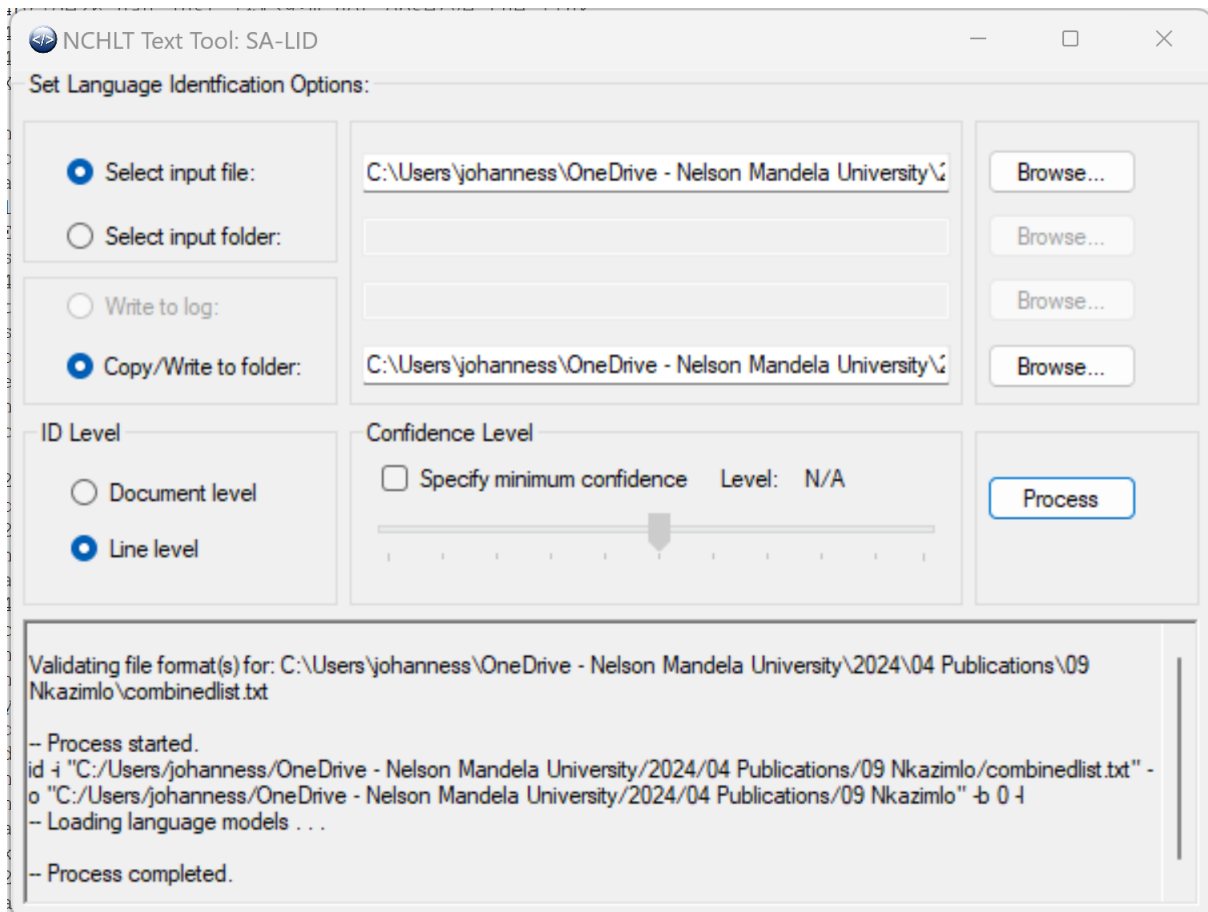 NCHLT Text Tool: SA-LID
Set Language Identfication Options:
Select input file:
C:\Users\johanness\OneDrive - Nelson Mandela University\2
Browse...
Select input folder:
Browse...
Write to log:
Browse...
Copy/Write to folder:
C:\Users\johanness\OneDrive - Nelson Mandela University\2
Browse...
ID Level
Document level
Line level
Confidence Level
Specify minimum confidence Level: N/A
Process
Validating file format(s) for: C:\Users\johanness\OneDrive - Nelson Mandela University\2024\04 Publications\09
Nkazimlo\combinedlist.txt
-- Process started.
id -i "C:/Users/johanness/OneDrive - Nelson Mandela University/2024/04 Publications/09 Nkazimlo/combinedlist.txt" -
o "C:/Users/johanness/OneDrive - Nelson Mandela University/2024/04 Publications/09 Nkazimlo" -b 0 -l
-- Loading language models . . .
-- Process completed.